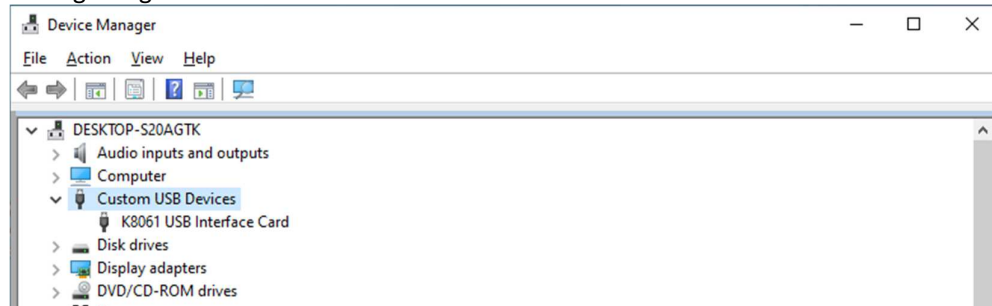 Device Manager
File Action View Help
DESKTOP-S20AGTK
Audio inputs and outputs
Computer
Custom USB Devices
K8061 USB Interface Card
Disk drives
Display adapters
DVD/CD-ROM drives